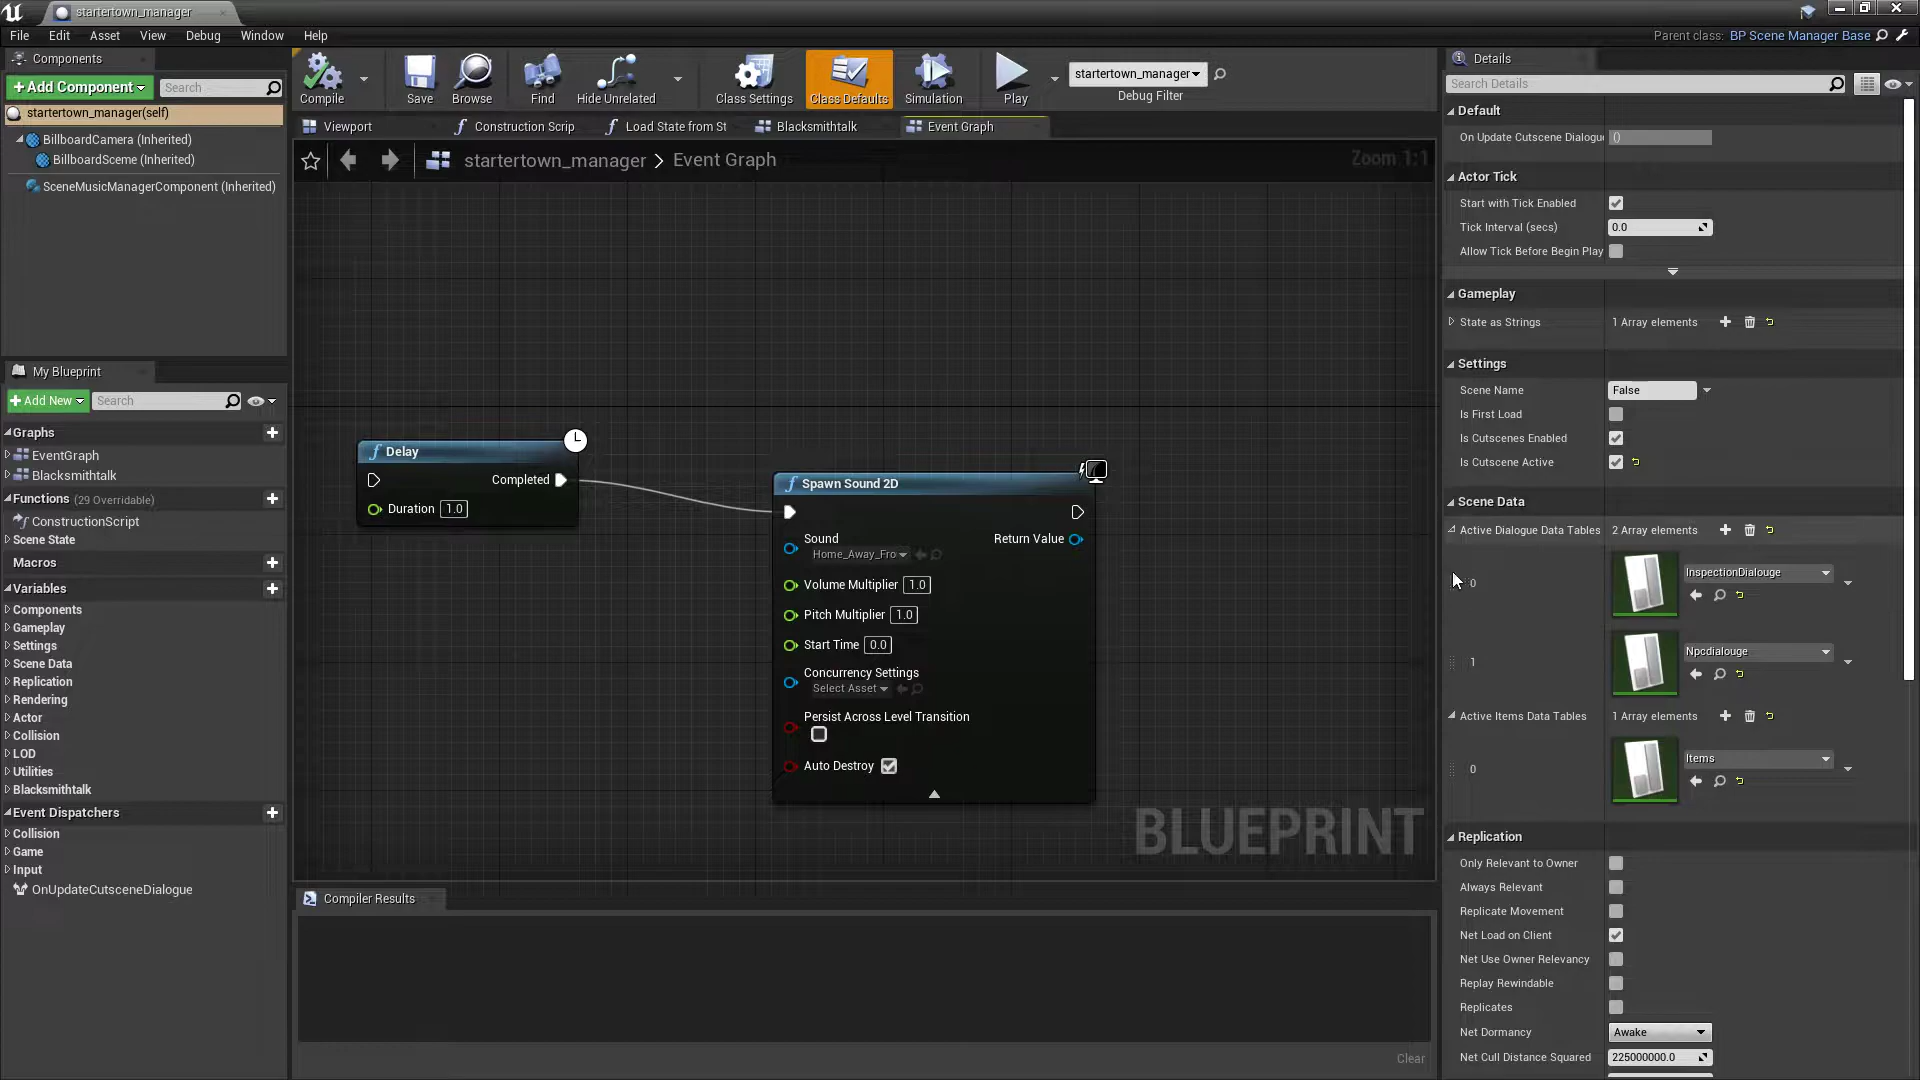 startertown_manager
File Edit Asset View Debug Window Help
Parent class: BP Scene Manager Base
Components
+Add Component
Search
startertown_manager(self)
BillboardCamera (Inherited)
BillboardSceme (Inherited)
SceneMusicManagerComponent (Inherited)
My Blueprint
+Add New
Search
Graphs
EventGraph
Blacksmithtalk
Functions (29 Overridable)
ConstructionScript
Scene State
Macros
Variables
Components
Gameplay
Settings
Scene Data
Replication
Rendering
Actor
Collision
LOD
Utilities
Blacksmithtalk
Event Dispatchers
Collision
Game
Input
OnUpdateCutsceneDialogue
Compile
Save
Browse
Find
Hide Unrelated
Class Settings
Class Defaults
Simulation
Play
startertown_manager
Debug Filter
Viewport
Construction Scrip
Load State from St
Blacksmithtalk
Event Graph
startertown_manager > Event Graph
Zoom 1:1
f Delay
Completed
Duration 1.0
f Spawn Sound 2D
Sound
Home_Away_Fro
Return Value
Volume Multiplier 1.0
Pitch Multiplier 1.0
Start Time 0.0
Concurrency Settings
Select Asset
Persist Across Level Transition
Auto Destroy
BLUEPRINT
Compiler Results
Clear
Details
Search Details
Default
On Update Cutscene Dialogue ()
Actor Tick
Start with Tick Enabled
Tick Interval (secs) 0.0
Allow Tick Before Begin Play
Gameplay
State as Strings 1 Array elements
Settings
Scene Name False
Is First Load
Is Cutscenes Enabled
Is Cutscene Active
Scene Data
Active Dialogue Data Tables 2 Array elements
0 InspectionDialouge
1 Npcdialouge
Active Items Data Tables 1 Array elements
0 Items
Replication
Only Relevant to Owner
Always Relevant
Replicate Movement
Net Load on Client
Net Use Owner Relevancy
Replay Rewindable
Replicates
Net Dormancy Awake
Net Cull Distance Squared 225000000.0